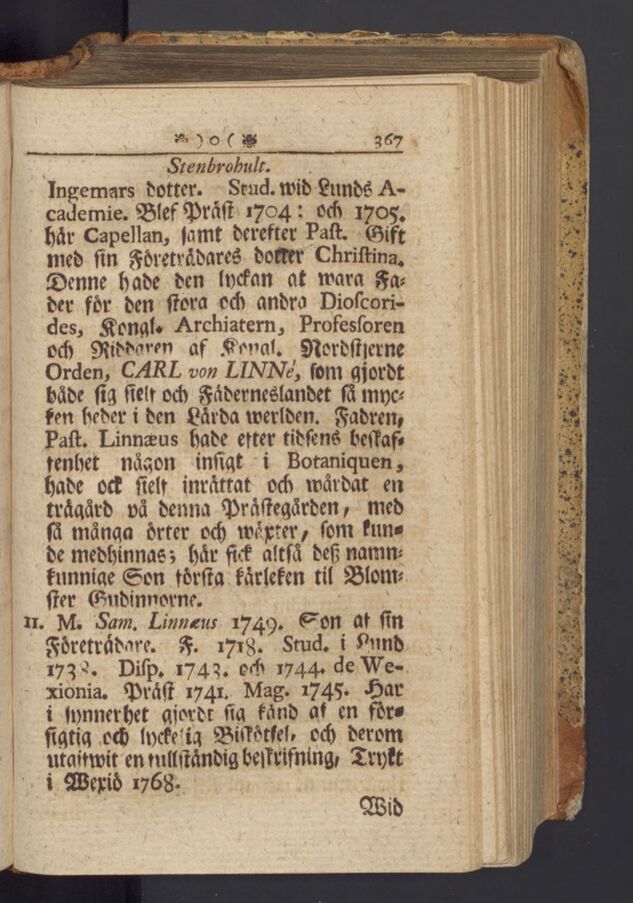 ❧ ) 0 ( ❧ 367
Stenbrohult.
Ingemars dotter. Stud. wid Lunds A-
cademie. Blef Präst 1704: och 1705.
här Capellan, samt derefter Past. Gift
med sin Företrädares dotter Christina.
Denne hade den lyckan at wara Fa-
der för den stora och andra Dioscori-
des, Kongl. Archiatern, Professoren
och Riddaren af Kongl. Nordstjerne
Orden, CARL von LINNé, som gjordt
både sig sielf och Fäderneslandet så myc-
ken heder i den Lärda werlden. Fadren,
Past. Linnæus hade efter tidsens beskaf-
fenhet någon insigt i Botaniquen,
hade ock sielf inrättat och wårdat en
trägård på denna Prästegården, med
så många örter och wäxter, som kun-
de medhinnas; här fick altså deß namn-
kunnige Son första kärleken til Blom-
ster Gudinnorne.
11. M. Sam. Linnæus 1749. Son af sin
Företrädare. F. 1718. Stud. i Lund
1738. Disp. 1743. och 1744. de We-
xionia. Präst 1741. Mag. 1745. Har
i synnerhet gjordt sig känd af en för-
sigtig och lyckelig Biskötsel, och derom
utgifwit en fullständig beskrifning, Trykt
i Wexiö 1768.
Wid